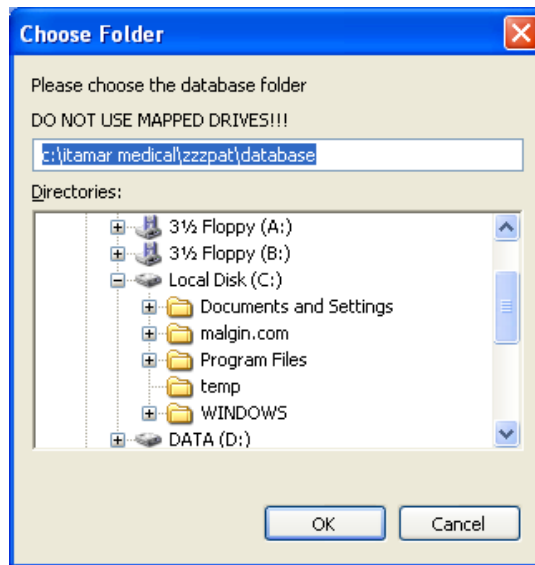 Choose Folder
Please choose the database folder
DO NOT USE MAPPED DRIVES!!!
c:\itamar medical\zzzpat\database
Directories:
3½ Floppy (A:)
3½ Floppy (B:)
Local Disk (C:)
Documents and Settings
malgin.com
Program Files
temp
WINDOWS
DATA (D:)
OK
Cancel